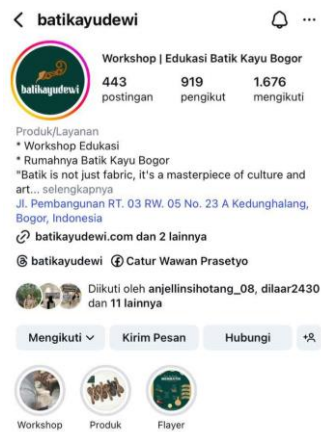 batikayudewi
batikayudewi
Workshop | Edukasi Batik Kayu Bogor
443 919 1.676
postingan pengikut mengikuti
Produk/Layanan
* Workshop Edukasi
* Rumahnya Batik Kayu Bogor
"Batik is not just fabric, it's a masterpiece of culture and
art... selengkapnya
Jl. Pembangunan RT. 03 RW. 05 No. 23 A Kedunghalang,
Bogor, Indonesia
batikayudewi.com dan 2 lainnya
batikayudewi Catur Wawan Prasetyo
Diikuti oleh anjellinsihotang_08, dilaar2430
dan 11 lainnya
Mengikuti Kirim Pesan Hubungi
Workshop Produk Flayer